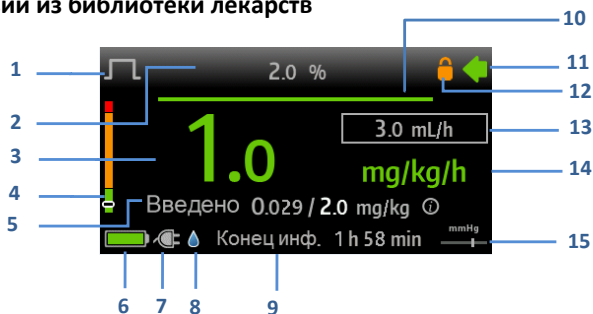 ии из библиотеки лекарств
10
1
2.0 %
11
12
2
3.0 mL/h
13
3
1.0
mg/kg/h
14
4
Введено 0.029 / 2.0 mg/kg
5
mmHg
Конец инф. 1 h 58 min
15
6 7 8 9